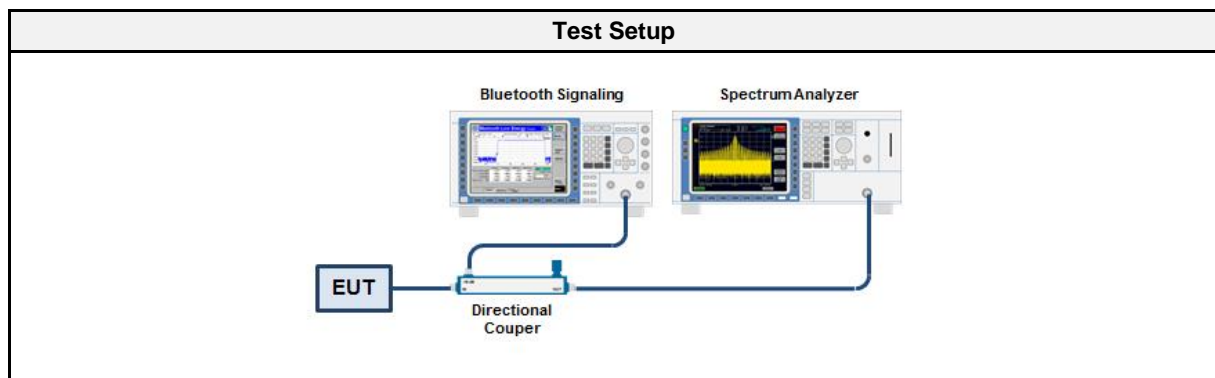 Test Setup
Bluetooth Signaling
Spectrum Analyzer
EUT
Directional
Couper